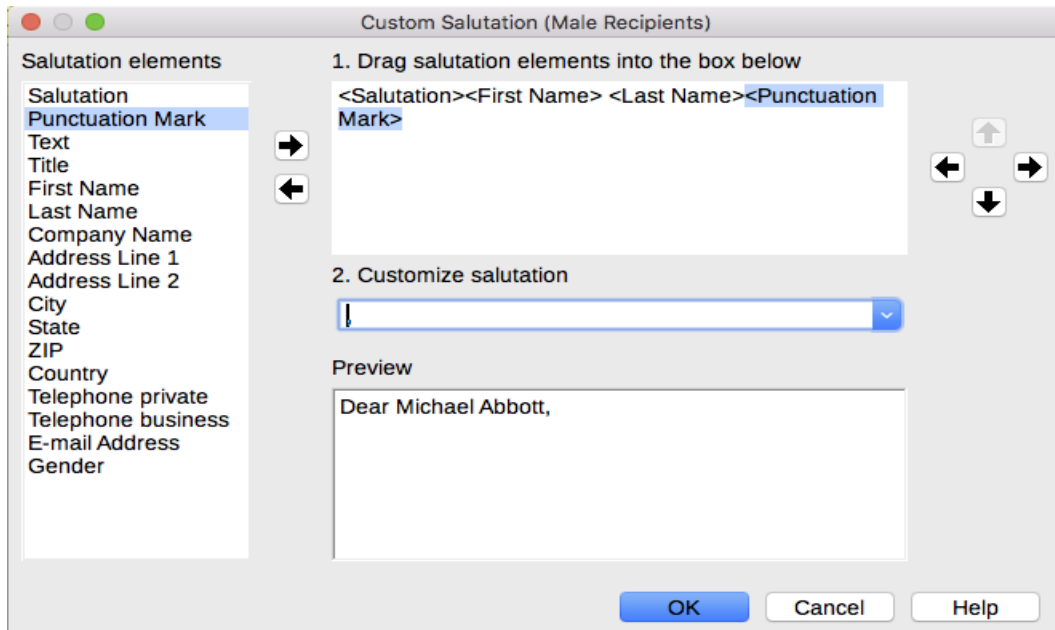 Custom Salutation (Male Recipients)
Salutation elements
Salutation
Punctuation Mark
Text
Title
First Name
Last Name
Company Name
Address Line 1
Address Line 2
City
State
ZIP
Country
Telephone private
Telephone business
E-mail Address
Gender
1. Drag salutation elements into the box below
<Salutation><First Name> <Last Name><Punctuation
Mark>
2. Customize salutation
,
Preview
Dear Michael Abbott,
OK
Cancel
Help